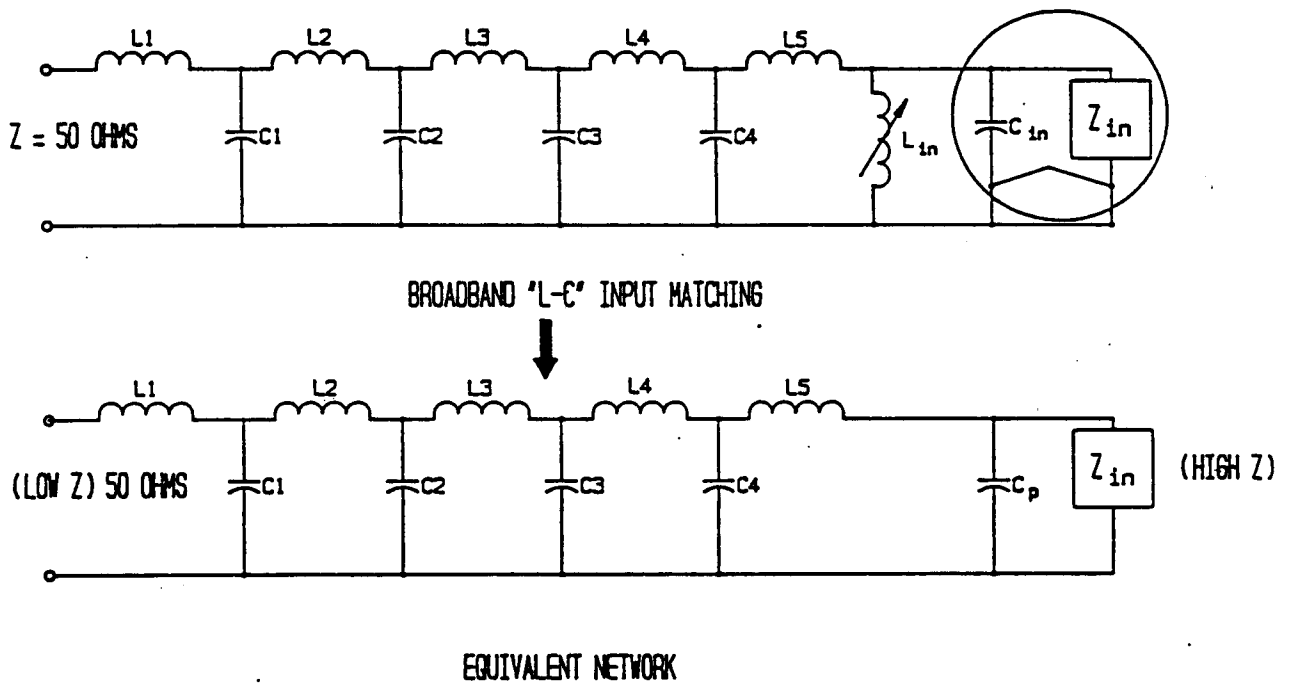 L1 L2 L3 L4 L5
Z = 50 OHMS
C1 C2 C3 C4 L in C in Z in
BROADBAND "L-C" INPUT MATCHING
L1 L2 L3 L4 L5
(LOW Z) 50 OHMS
C1 C2 C3 C4 C p Z in (HIGH Z)
EQUIVALENT NETWORK